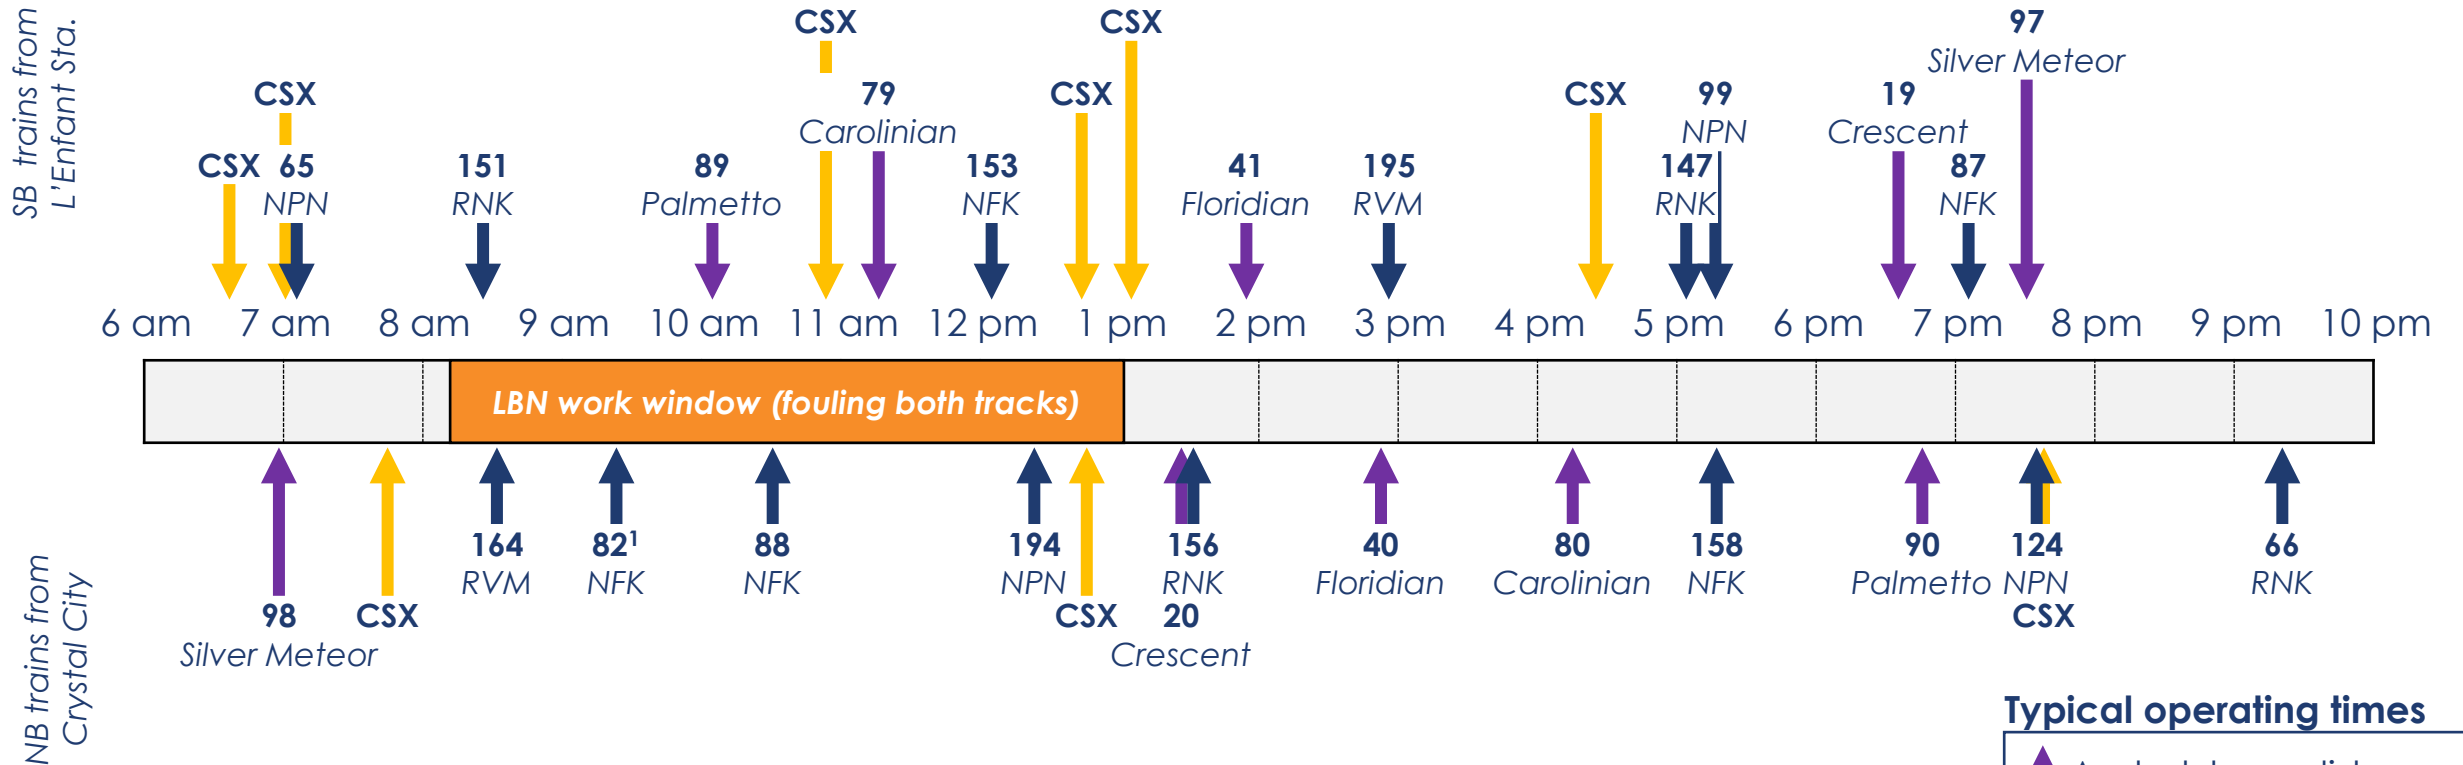 SB trains from
L'Enfant Sta.
CSX
CSX
97
Silver Meteor
CSX
79
Carolinian
CSX
CSX
99
NPN
19
Crescent
CSX
65
NPN
151
RNK
89
Palmetto
153
NFK
41
Floridian
195
RVM
147
RNK
87
NFK
6 am 7 am 8 am 9 am 10 am 11 am 12 pm 1 pm 2 pm 3 pm 4 pm 5 pm 6 pm 7 pm 8 pm 9 pm 10 pm
LBN work window (fouling both tracks)
164
RVM
82¹
NFK
88
NFK
194
NPN
156
RNK
40
Floridian
80
Carolinian
158
NFK
90
Palmetto
124
NPN
66
RNK
98
Silver Meteor
CSX
CSX
20
Crescent
CSX
NB trains from
Crystal City
Typical operating times